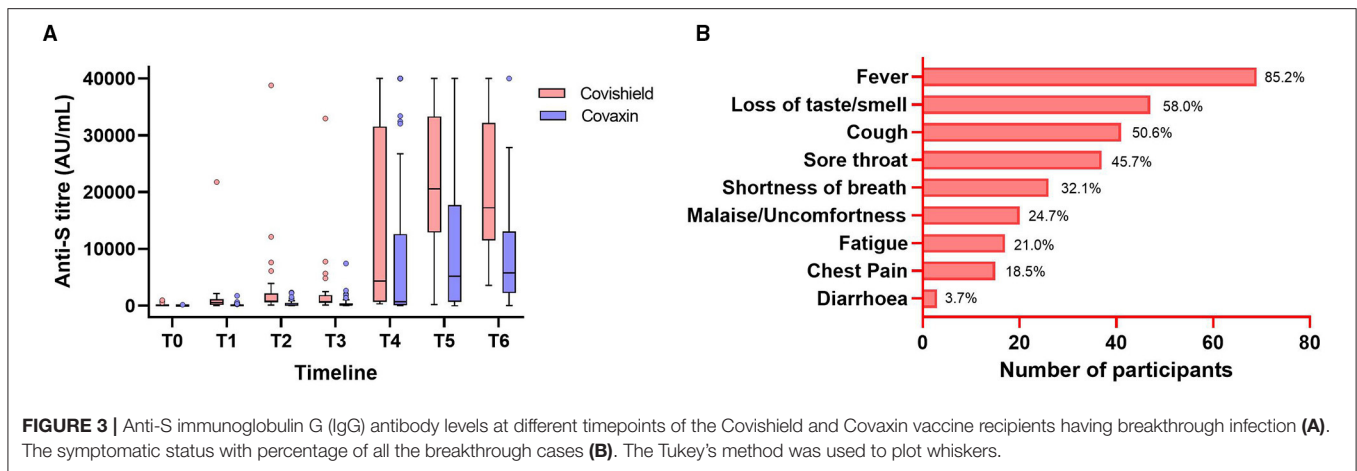 A
Anti-S titre (AU/mL)
40000
30000
20000
10000
0
T0 T1 T2 T3 T4 T5 T6
Timeline
Covishield
Covaxin
B
Fever 85.2%
Loss of taste/smell 58.0%
Cough 50.6%
Sore throat 45.7%
Shortness of breath 32.1%
Malaise/Uncomfortness 24.7%
Fatigue 21.0%
Chest Pain 18.5%
Diarrhoea 3.7%
0 20 40 60 80
Number of participants
FIGURE 3 | Anti-S immunoglobulin G (IgG) antibody levels at different timepoints of the Covishield and Covaxin vaccine recipients having breakthrough infection (A).
The symptomatic status with percentage of all the breakthrough cases (B). The Tukey's method was used to plot whiskers.